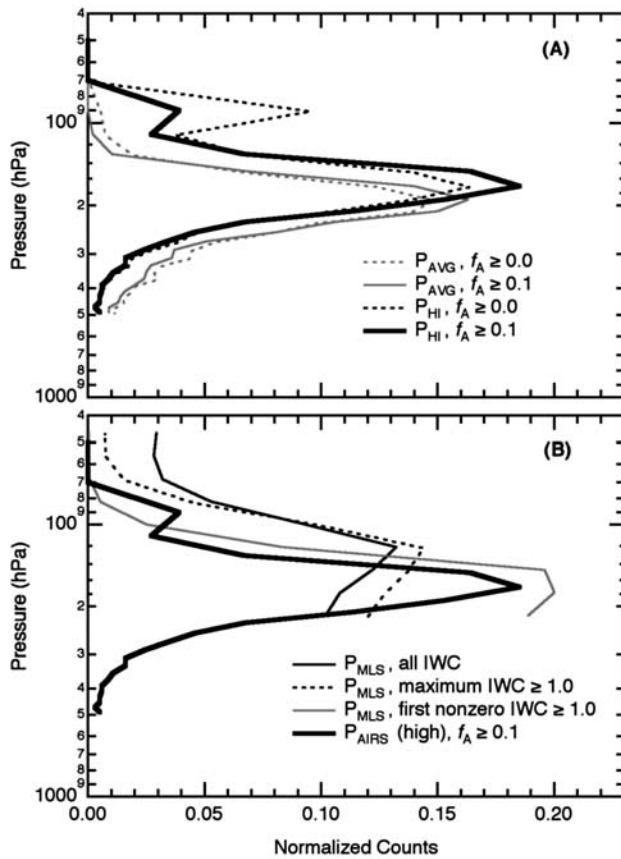 (A)
Pressure (hPa)
4
5
6
7
8
9
100
2
3
4
5
6
7
8
9
1000
P_AVG, f_A ≥ 0.0
P_AVG, f_A ≥ 0.1
P_HI, f_A ≥ 0.0
P_HI, f_A ≥ 0.1
(B)
Pressure (hPa)
4
5
6
7
8
9
100
2
3
4
5
6
7
8
9
1000
P_MLS, all IWC
P_MLS, maximum IWC ≥ 1.0
P_MLS, first nonzero IWC ≥ 1.0
P_AIRS (high), f_A ≥ 0.1
0.00 0.05 0.10 0.15 0.20
Normalized Counts